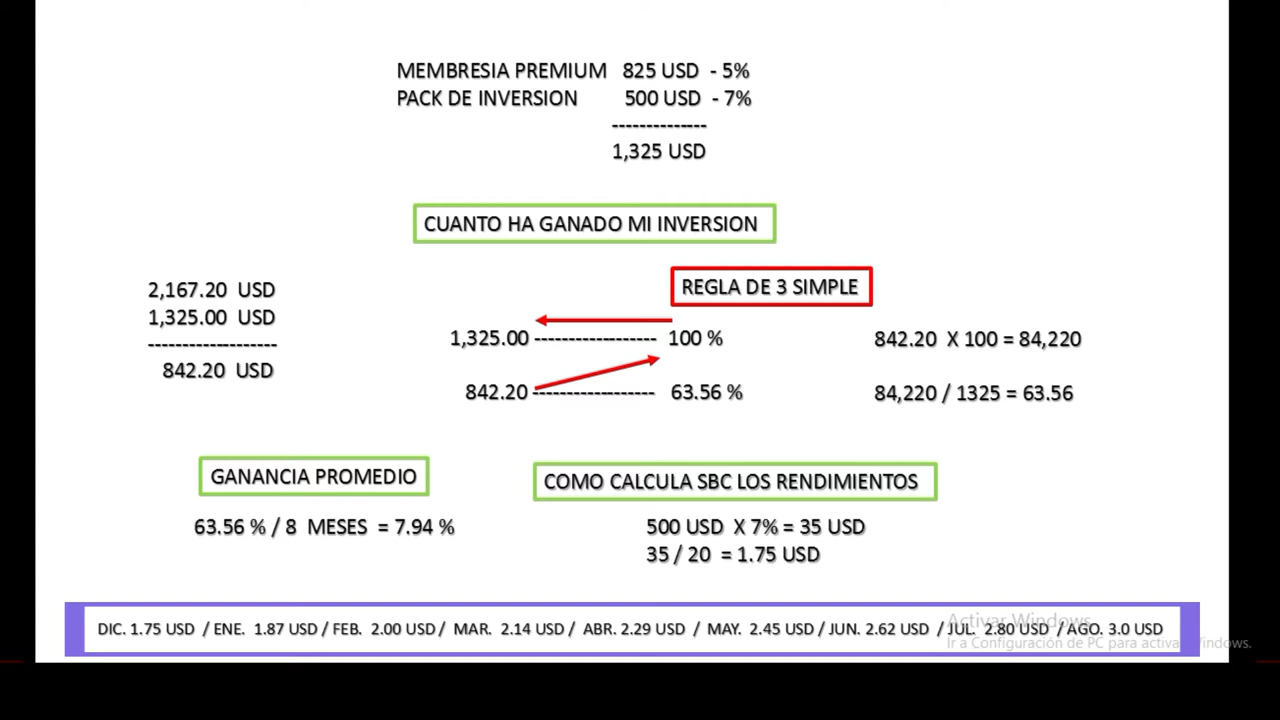 MEMBRESIA PREMIUM 825 USD - 5%
PACK DE INVERSION 500 USD - 7%
--------------
1,325 USD
CUANTO HA GANADO MI INVERSION
2,167.20 USD
1,325.00 USD
-------------------
842.20 USD
REGLA DE 3 SIMPLE
1,325.00 ------------------- 100 %
842.20 ------------------- 63.56 %
842.20 X 100 = 84,220
84,220 / 1325 = 63.56
GANANCIA PROMEDIO
63.56 % / 8 MESES = 7.94 %
COMO CALCULA SBC LOS RENDIMIENTOS
500 USD X 7% = 35 USD
35 / 20 = 1.75 USD
DIC. 1.75 USD / ENE. 1.87 USD / FEB. 2.00 USD / MAR. 2.14 USD / ABR. 2.29 USD / MAY. 2.45 USD / JUN. 2.62 USD / JUL. 2.80 USD / AGO. 3.0 USD
Activar Windows
Ir a Configuración de PC para activar Windows.